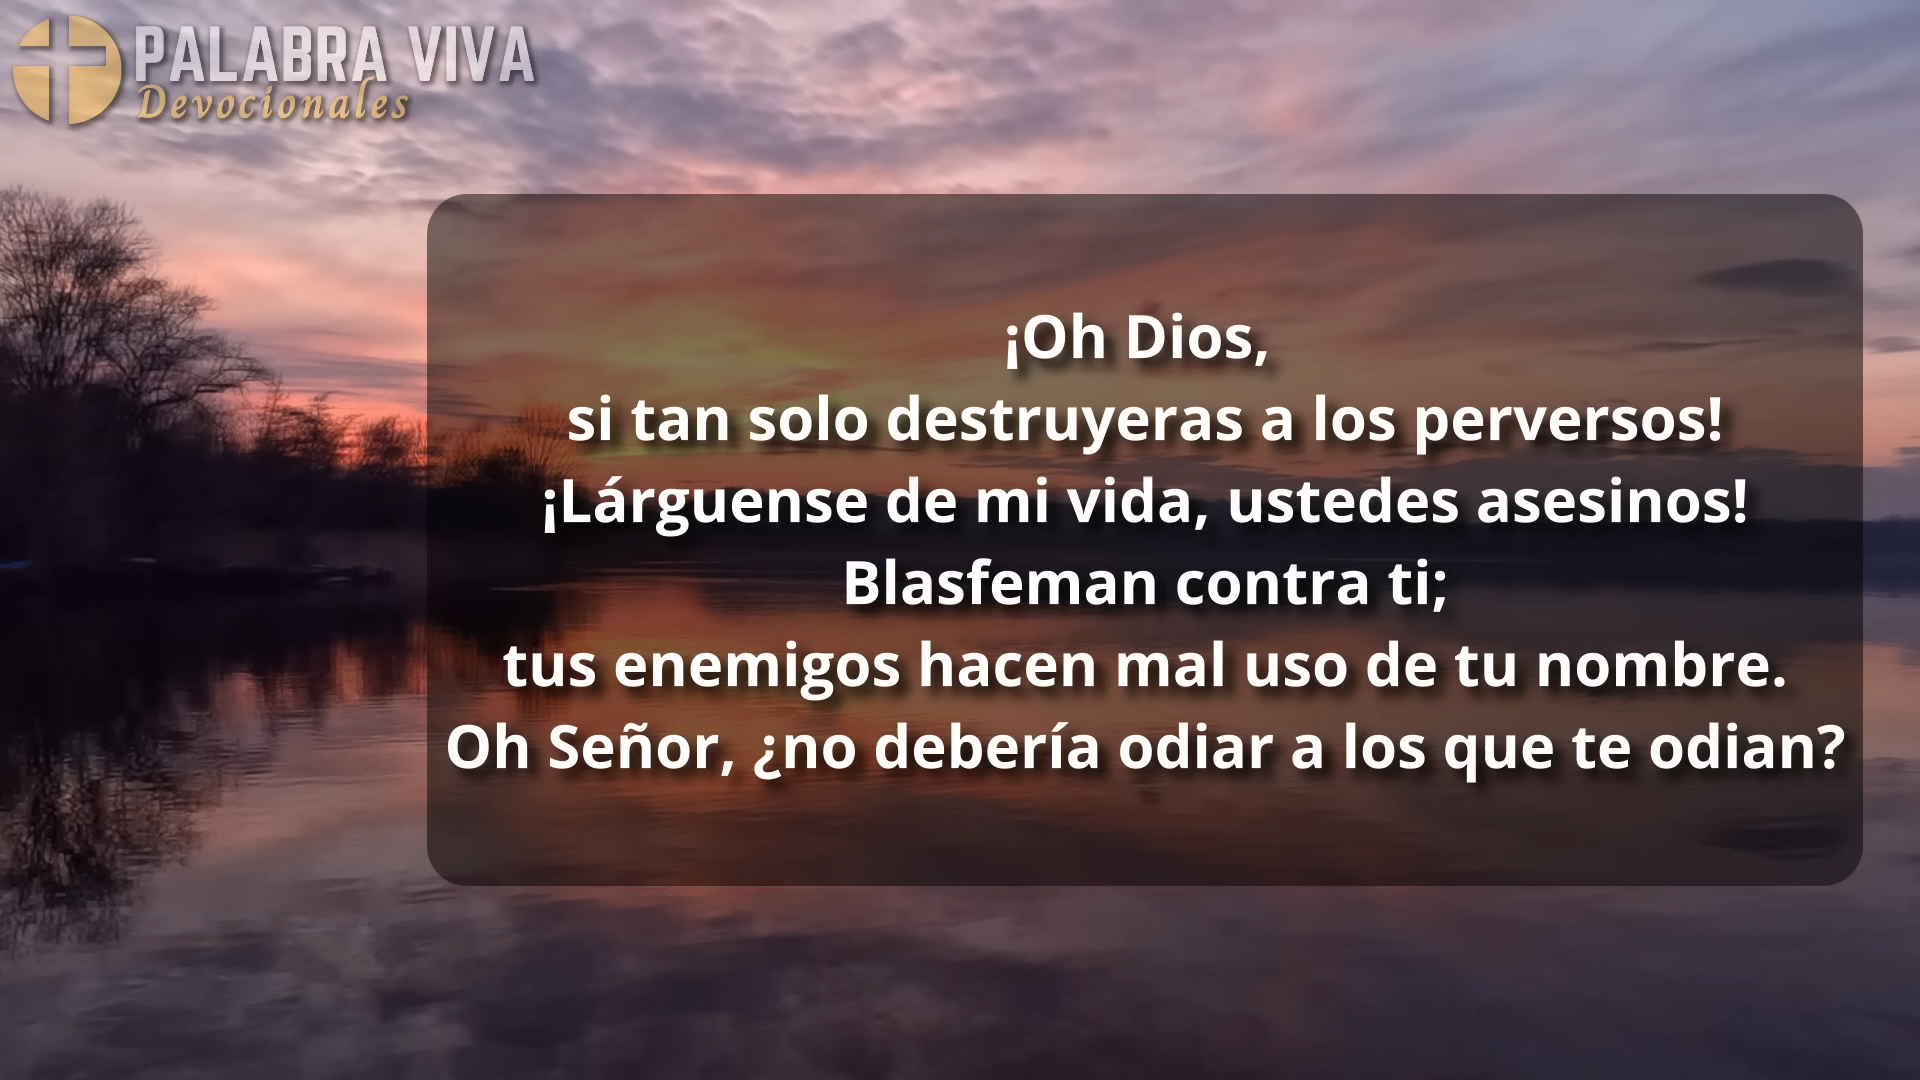 PALABRA VIVA
Devocionales
¡Oh Dios,
si tan solo destruyeras a los perversos!
¡Lárguense de mi vida, ustedes asesinos!
Blasfeman contra ti;
tus enemigos hacen mal uso de tu nombre.
Oh Señor, ¿no debería odiar a los que te odian?